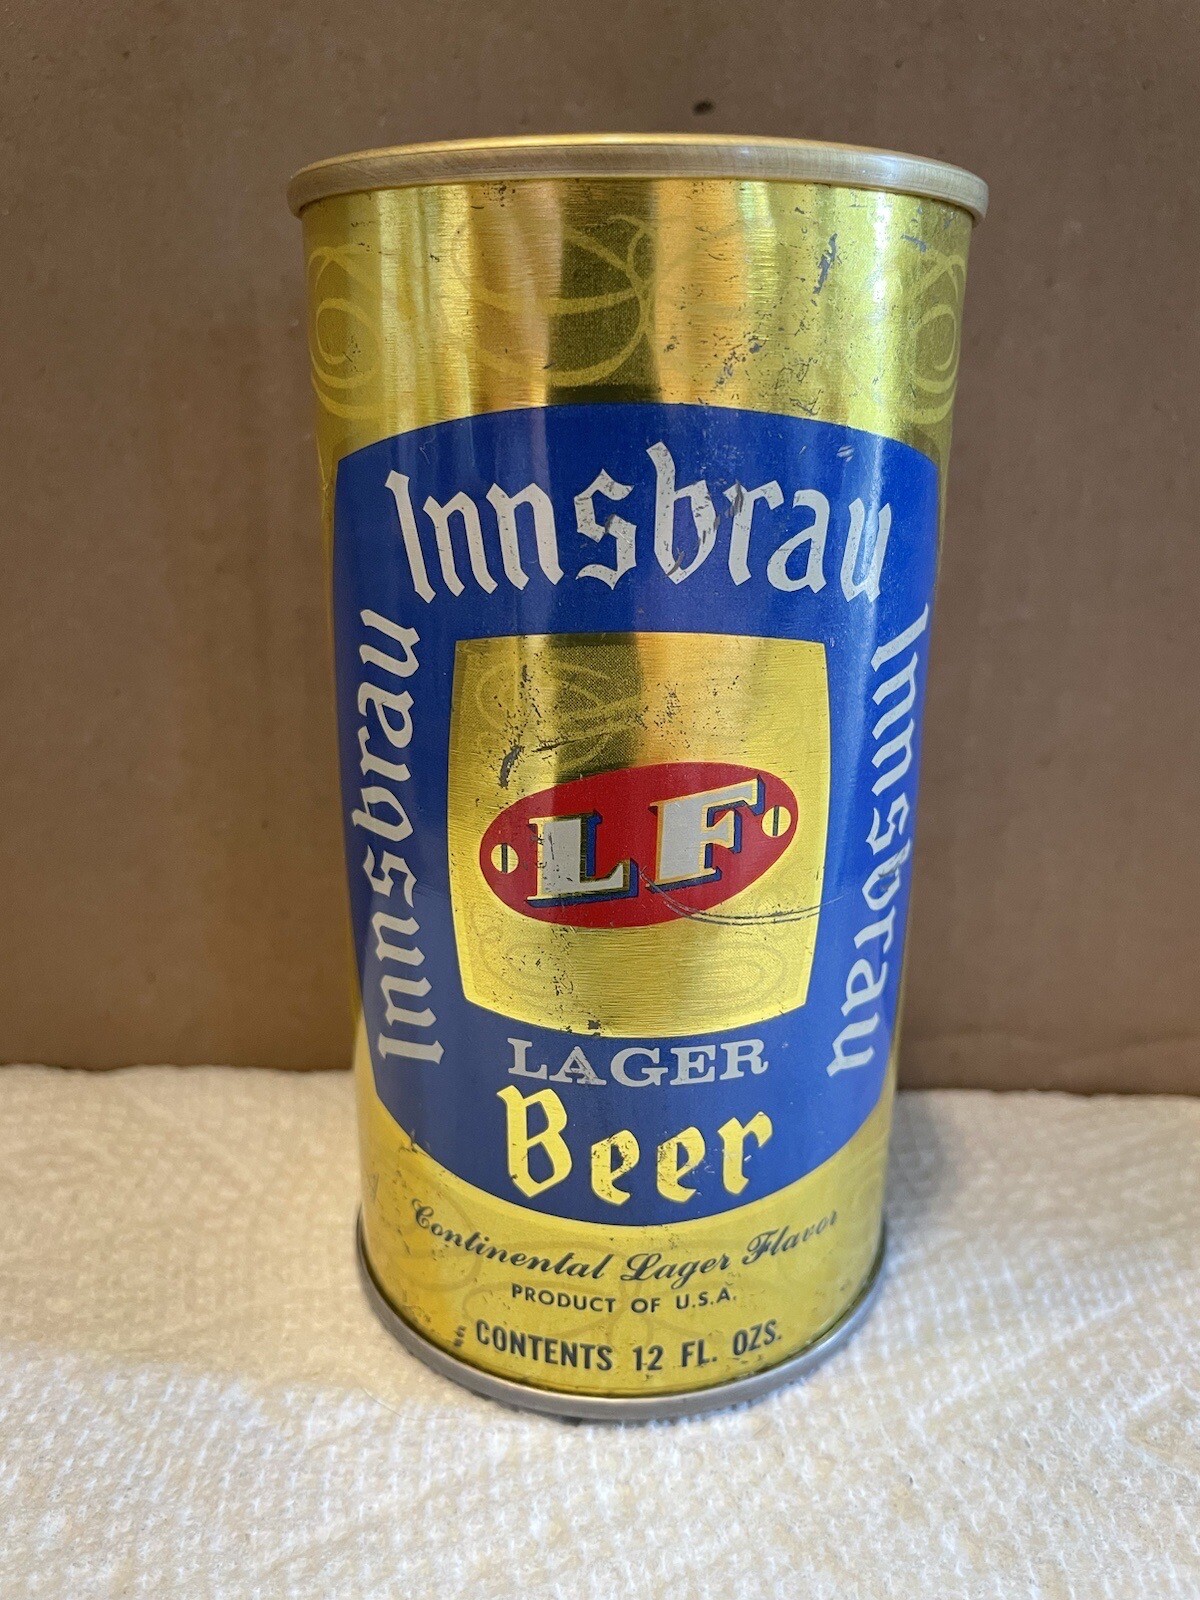 Innsbrau
Innsbrau
Innsbrau
LF
LAGER
Beer
Continental Lager Flavor
PRODUCT OF U.S.A.
CONTENTS 12 FL. OZS.